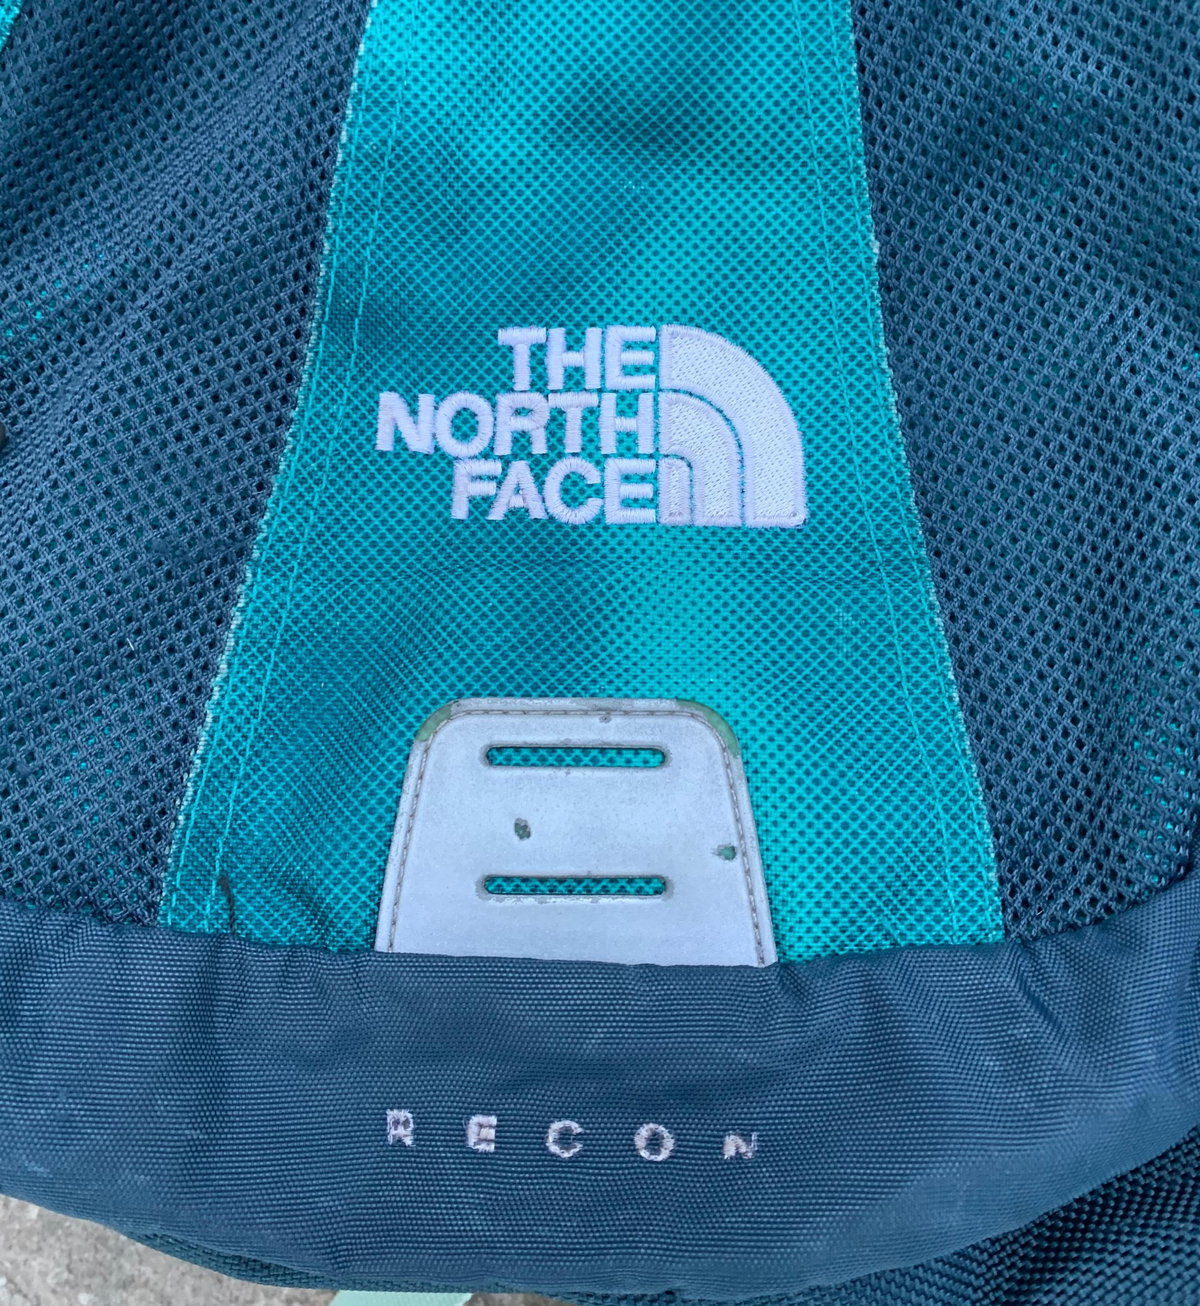 THE
NORTH
FACE
RECON